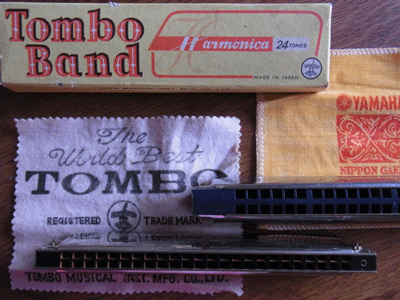 Tombo
Band
Harmonica 24 TONES
MADE IN JAPAN
YAMAHA
NIPPON GAK
The
World's Best
TOMBO
REGISTERED TRADE MARK
TOMBO MUSICAL INST. MFG. CO., LTD.